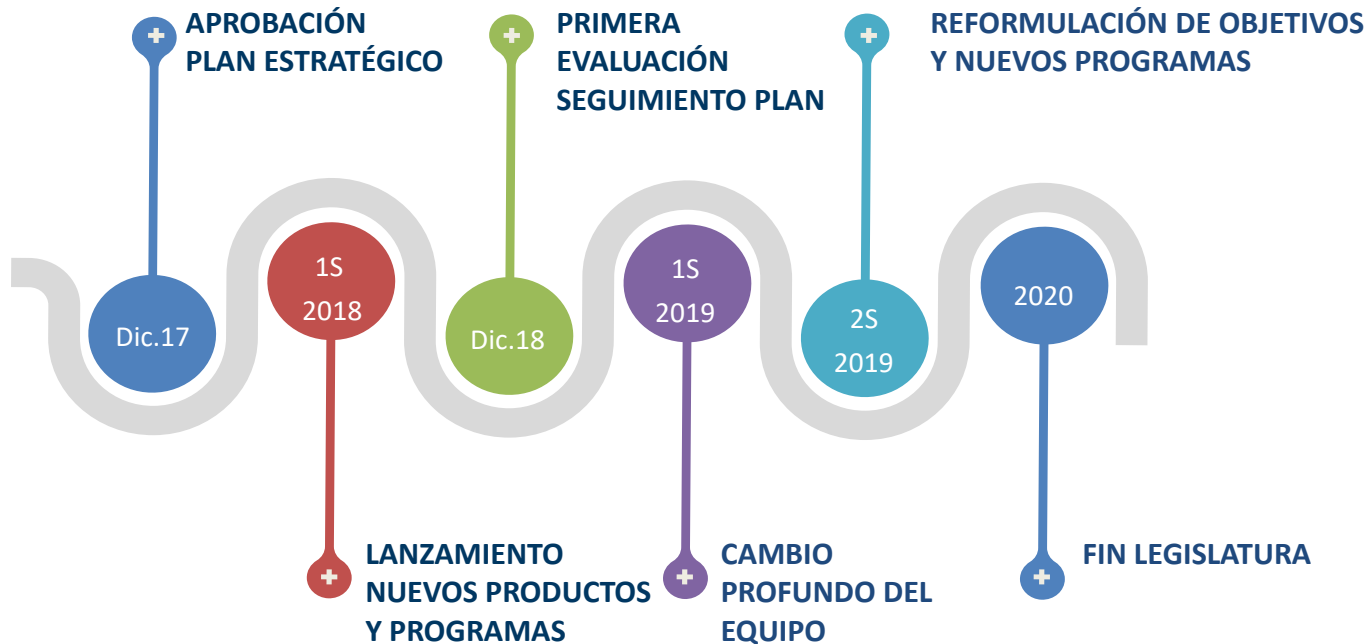 APROBACIÓN
PLAN ESTRATÉGICO
PRIMERA
EVALUACIÓN
SEGUIMIENTO PLAN
REFORMULACIÓN DE OBJETIVOS
Y NUEVOS PROGRAMAS
Dic.17
1S
2018
Dic.18
1S
2019
2S
2019
2020
LANZAMIENTO
NUEVOS PRODUCTOS
Y PROGRAMAS
CAMBIO
PROFUNDO DEL
EQUIPO
FIN LEGISLATURA